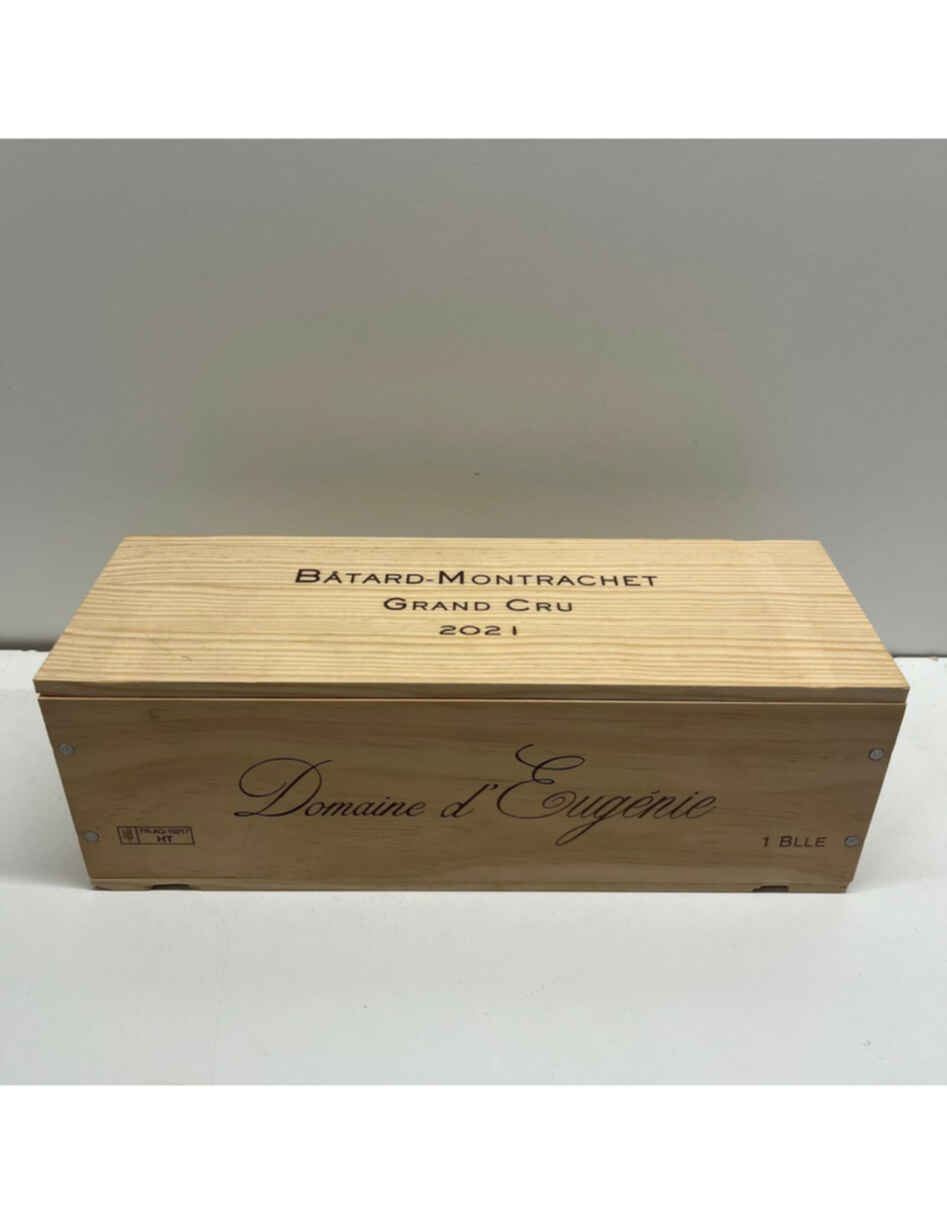 BÂTARD-MONTRACHET
GRAND CRU
2021
Domaine d'Eugénie
HT
1 BLLE